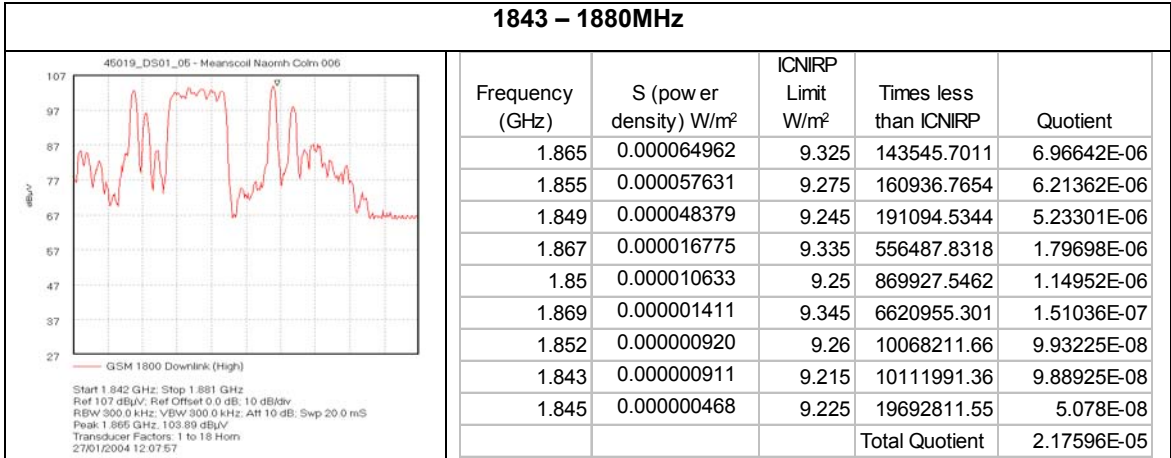 1843 – 1880MHz
45019_DS01_05 - Meanscoil Naomh Colm 006
107
97
87
77
67
57
47
37
27
dBµV
GSM 1800 Downlink (High)
Start 1.842 GHz; Stop 1.881 GHz
Ref 107 dBµV; Ref Offset 0.0 dB; 10 dB/div
RBW 300.0 kHz; VBW 300.0 kHz; Att 10 dB; Swp 20.0 mS
Peak 1.865 GHz, 103.89 dBµV
Transducer Factors: 1 to 18 Horn
27/01/2004 12:07:57
Frequency (GHz) S (power density) W/m² ICNIRP Limit W/m² Times less than ICNIRP Quotient
1.865 0.000064962 9.325 143545.7011 6.96642E-06
1.855 0.000057631 9.275 160936.7654 6.21362E-06
1.849 0.000048379 9.245 191094.5344 5.23301E-06
1.867 0.000016775 9.335 556487.8318 1.79698E-06
1.85 0.000010633 9.25 869927.5462 1.14952E-06
1.869 0.000001411 9.345 6620955.301 1.51036E-07
1.852 0.000000920 9.26 10068211.66 9.93225E-08
1.843 0.000000911 9.215 10111991.36 9.88925E-08
1.845 0.000000468 9.225 19692811.55 5.078E-08
Total Quotient 2.17596E-05